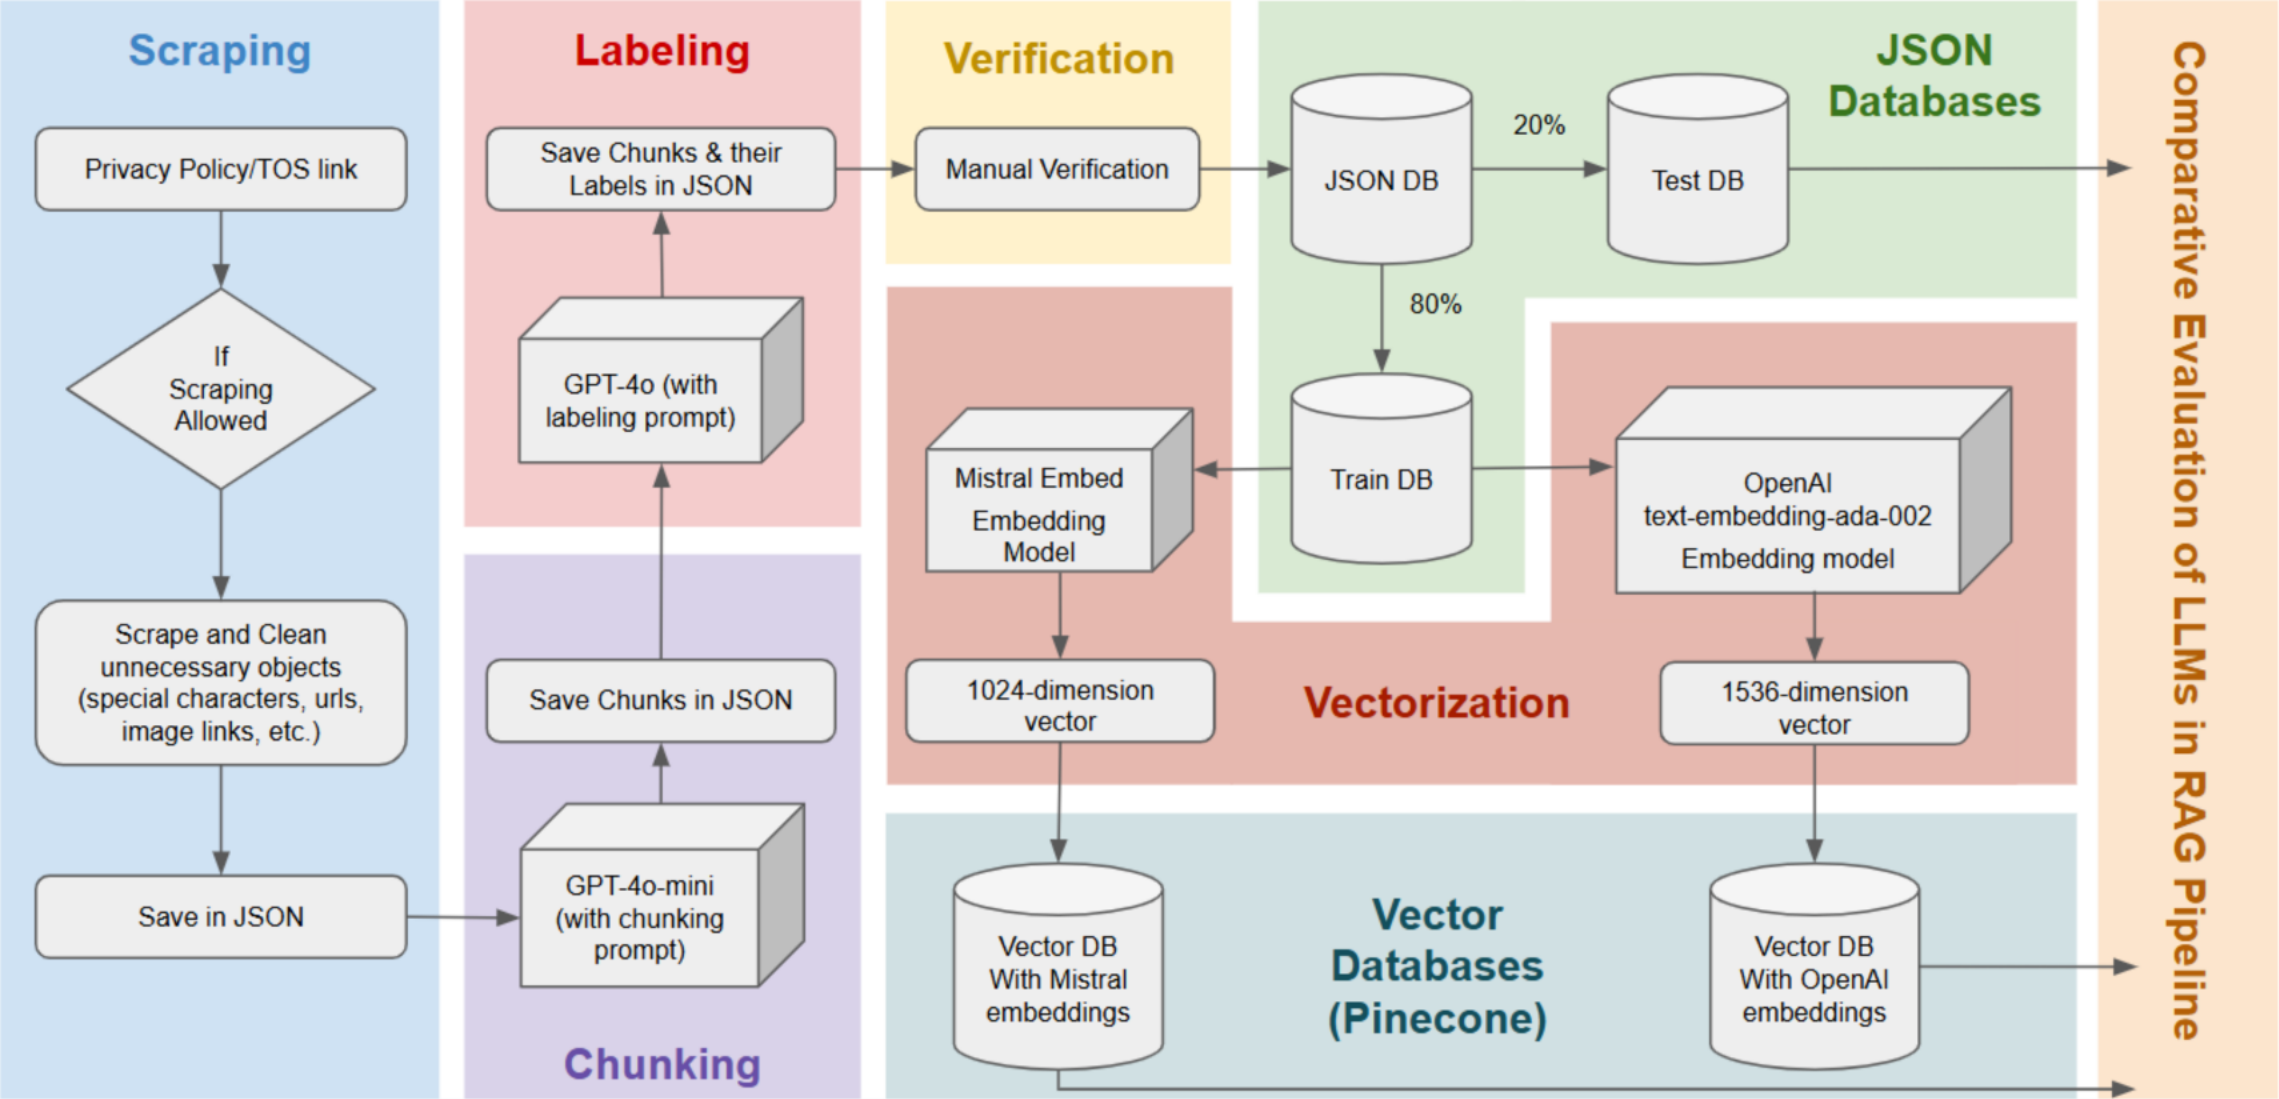 Scraping
Privacy Policy/TOS link
If
Scraping
Allowed
Scrape and Clean
unnecessary objects
(special characters, urls,
image links, etc.)
Save in JSON
Labeling
Save Chunks & their
Labels in JSON
GPT-4o (with
labeling prompt)
Save Chunks in JSON
GPT-4o-mini
(with chunking
prompt)
Chunking
Verification
Manual Verification
JSON
Databases
JSON DB
20%
Test DB
80%
Train DB
Mistral Embed
Embedding
Model
OpenAI
text-embedding-ada-002
Embedding model
1024-dimension
vector
Vectorization
1536-dimension
vector
Vector DB
With Mistral
embeddings
Vector
Databases
(Pinecone)
Vector DB
With OpenAI
embeddings
Comparative Evaluation of LLMs in RAG Pipeline